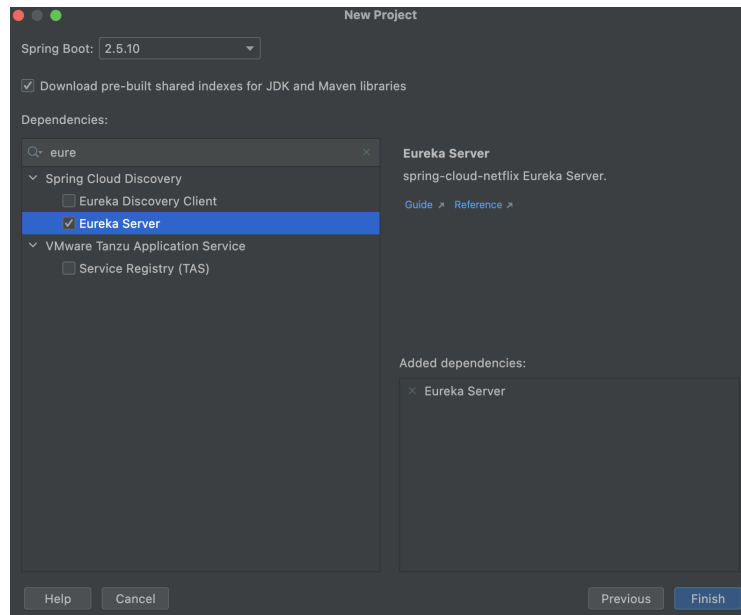 New Project
Spring Boot: 2.5.10
Download pre-built shared indexes for JDK and Maven libraries
Dependencies:
eure
Spring Cloud Discovery
Eureka Discovery Client
Eureka Server
VMware Tanzu Application Service
Service Registry (TAS)
Eureka Server
spring-cloud-netflix Eureka Server.
Guide Reference
Added dependencies:
Eureka Server
Help Cancel Previous Finish